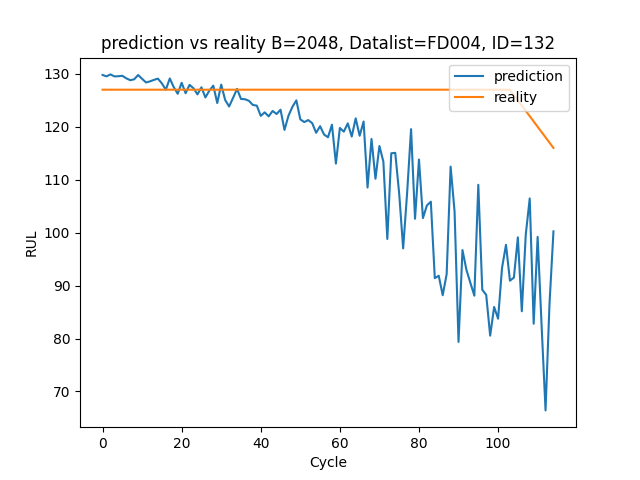 prediction vs reality B=2048, Datalist=FD004, ID=132
prediction
reality
130
120
110
100
90
80
70
RUL
0 20 40 60 80 100
Cycle